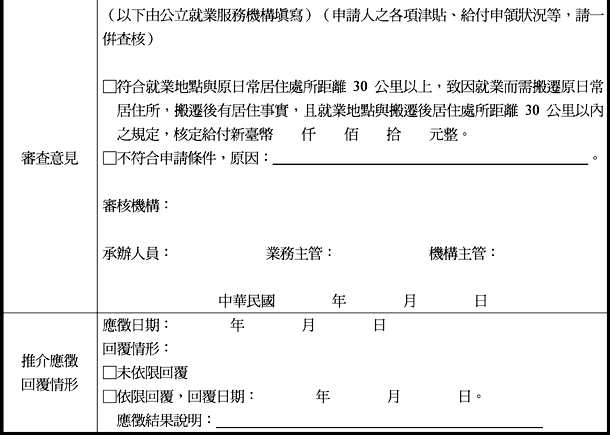 (以下由公立就業服務機構填寫)(申請人之各項津貼、給付申領狀況等，請一
併查核)
□符合就業地點與原日常居住處所距離 30 公里以上，致因就業而需搬遷原日常
居住所，搬遷後有居住事實，且就業地點與搬遷後居住處所距離 30 公里以內
之規定，核定給付新臺幣　　仟　　佰　　拾　　元整。
審查意見
□不符合申請條件，原因：＿＿＿＿＿＿＿＿＿＿＿＿＿＿＿＿＿＿＿＿＿＿。
審核機構：
承辦人員：　　　　　　　業務主管：　　　　　　　機構主管：
中華民國　　　　年　　　　月　　　　日
應徵日期：　　　　年　　　　月　　　　日
回覆情形：
推介應徵
回覆情形
□未依限回覆
□依限回覆，回覆日期：　　　　年　　　　月　　　　日。
應徵結果說明：＿＿＿＿＿＿＿＿＿＿＿＿＿＿＿＿＿＿＿＿＿＿